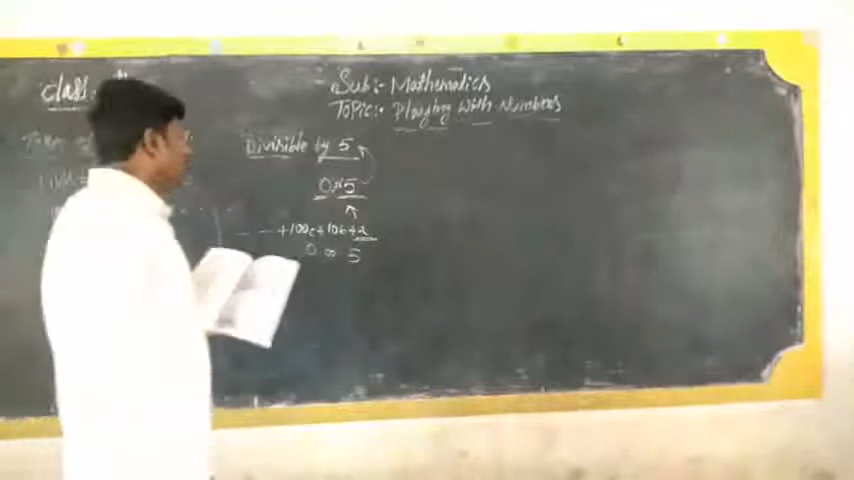 class
Sub:- Mathematics
Topic:- Playing with Numbers
Divisible by 5
0 or 5
+100c+10b+a
0 or 5